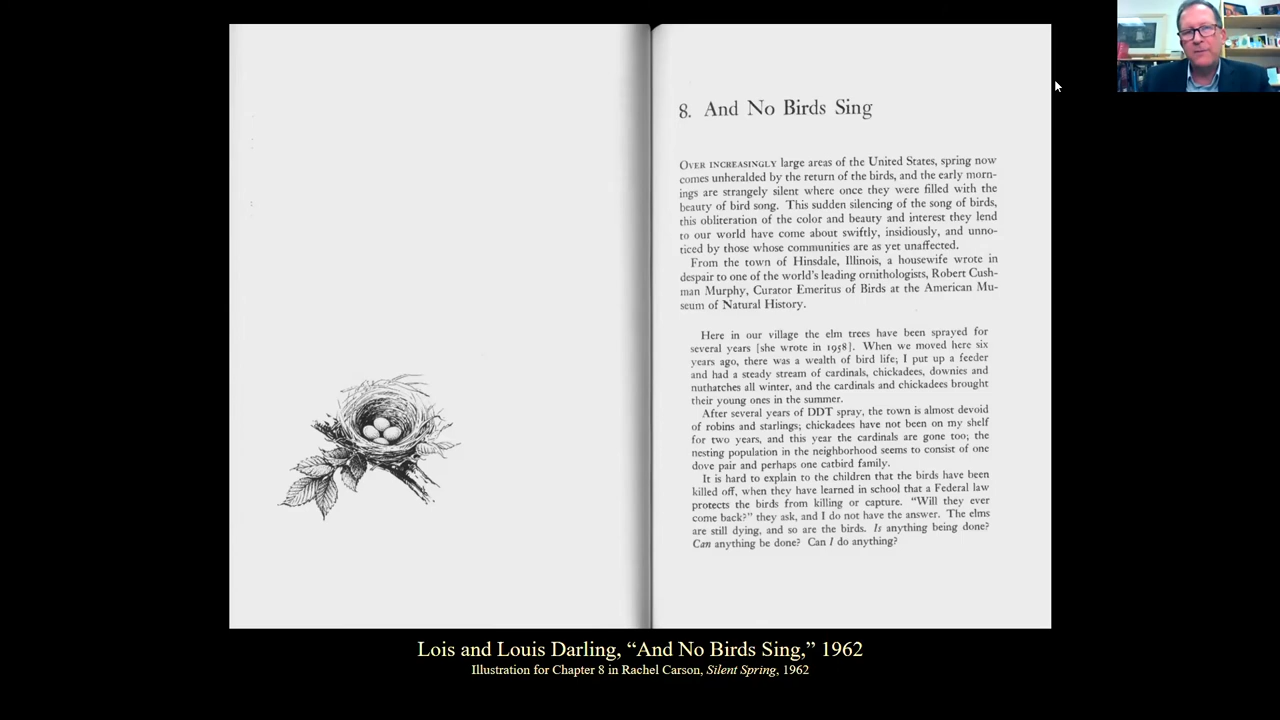 8. And No Birds Sing
OVER INCREASINGLY large areas of the United States, spring now
comes unheralded by the return of the birds, and the early morn-
ings are strangely silent where once they were filled with the
beauty of bird song. This sudden silencing of the song of birds,
this obliteration of the color and beauty and interest they lend
to our world have come about swiftly, insidiously, and unno-
ticed by those whose communities are as yet unaffected.
From the town of Hinsdale, Illinois, a housewife wrote in
despair to one of the world's leading ornithologists, Robert Cush-
man Murphy, Curator Emeritus of Birds at the American Mu-
seum of Natural History.
Here in our village the elm trees have been sprayed for
several years [she wrote in 1958]. When we moved here six
years ago, there was a wealth of bird life; I put up a feeder
and had a steady stream of cardinals, chickadees, downies and
nuthatches all winter, and the cardinals and chickadees brought
their young ones in the summer.
After several years of DDT spray, the town is almost devoid
of robins and starlings; chickadees have not been on my shelf
for two years, and this year the cardinals are gone too; the
nesting population in the neighborhood seems to consist of one
dove pair and perhaps one catbird family.
It is hard to explain to the children that the birds have been
killed off, when they have learned in school that a Federal law
protects the birds from killing or capture. "Will they ever
come back?" they ask, and I do not have the answer. The elms
are still dying, and so are the birds. Is anything being done?
Can anything be done? Can I do anything?
Lois and Louis Darling, “And No Birds Sing,” 1962
Illustration for Chapter 8 in Rachel Carson, Silent Spring, 1962